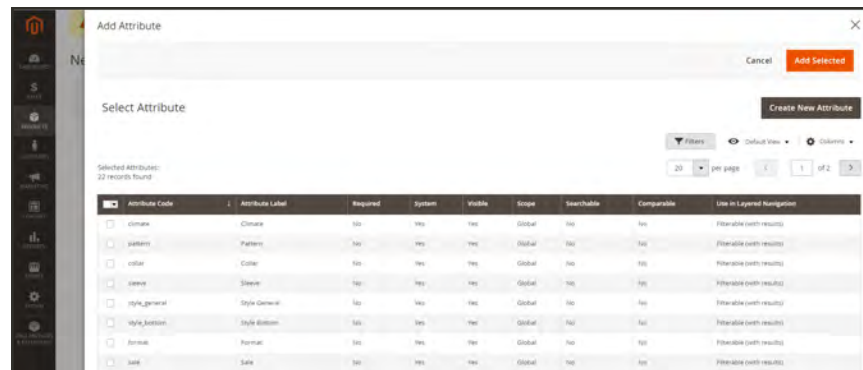 Add Attribute
Ne
Cancel Add Selected
Select Attribute
Create New Attribute
Filters Default View Columns
Selected Attributes:
22 records found
20 per page 1 of 2
Attribute Code Attribute Label Required System Visible Scope Searchable Comparable Use in Layered Navigation
climate Climate No Yes Yes Global No No Filterable (with results)
pattern Pattern No Yes Yes Global No No Filterable (with results)
collar Collar No Yes Yes Global No No Filterable (with results)
sleeve Sleeve No Yes Yes Global No No Filterable (with results)
style_general Style General No Yes Yes Global No No Filterable (with results)
style_bottom Style Bottom No Yes Yes Global No No Filterable (with results)
format Format No Yes Yes Global No No Filterable (with results)
sale Sale No Yes Yes Global No No Filterable (with results)